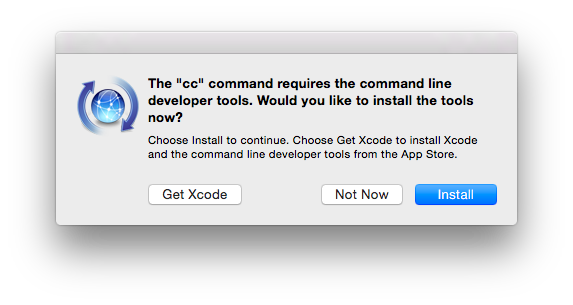 The "cc" command requires the command line
developer tools. Would you like to install the tools
now?
Choose Install to continue. Choose Get Xcode to install Xcode
and the command line developer tools from the App Store.
Get Xcode
Not Now
Install